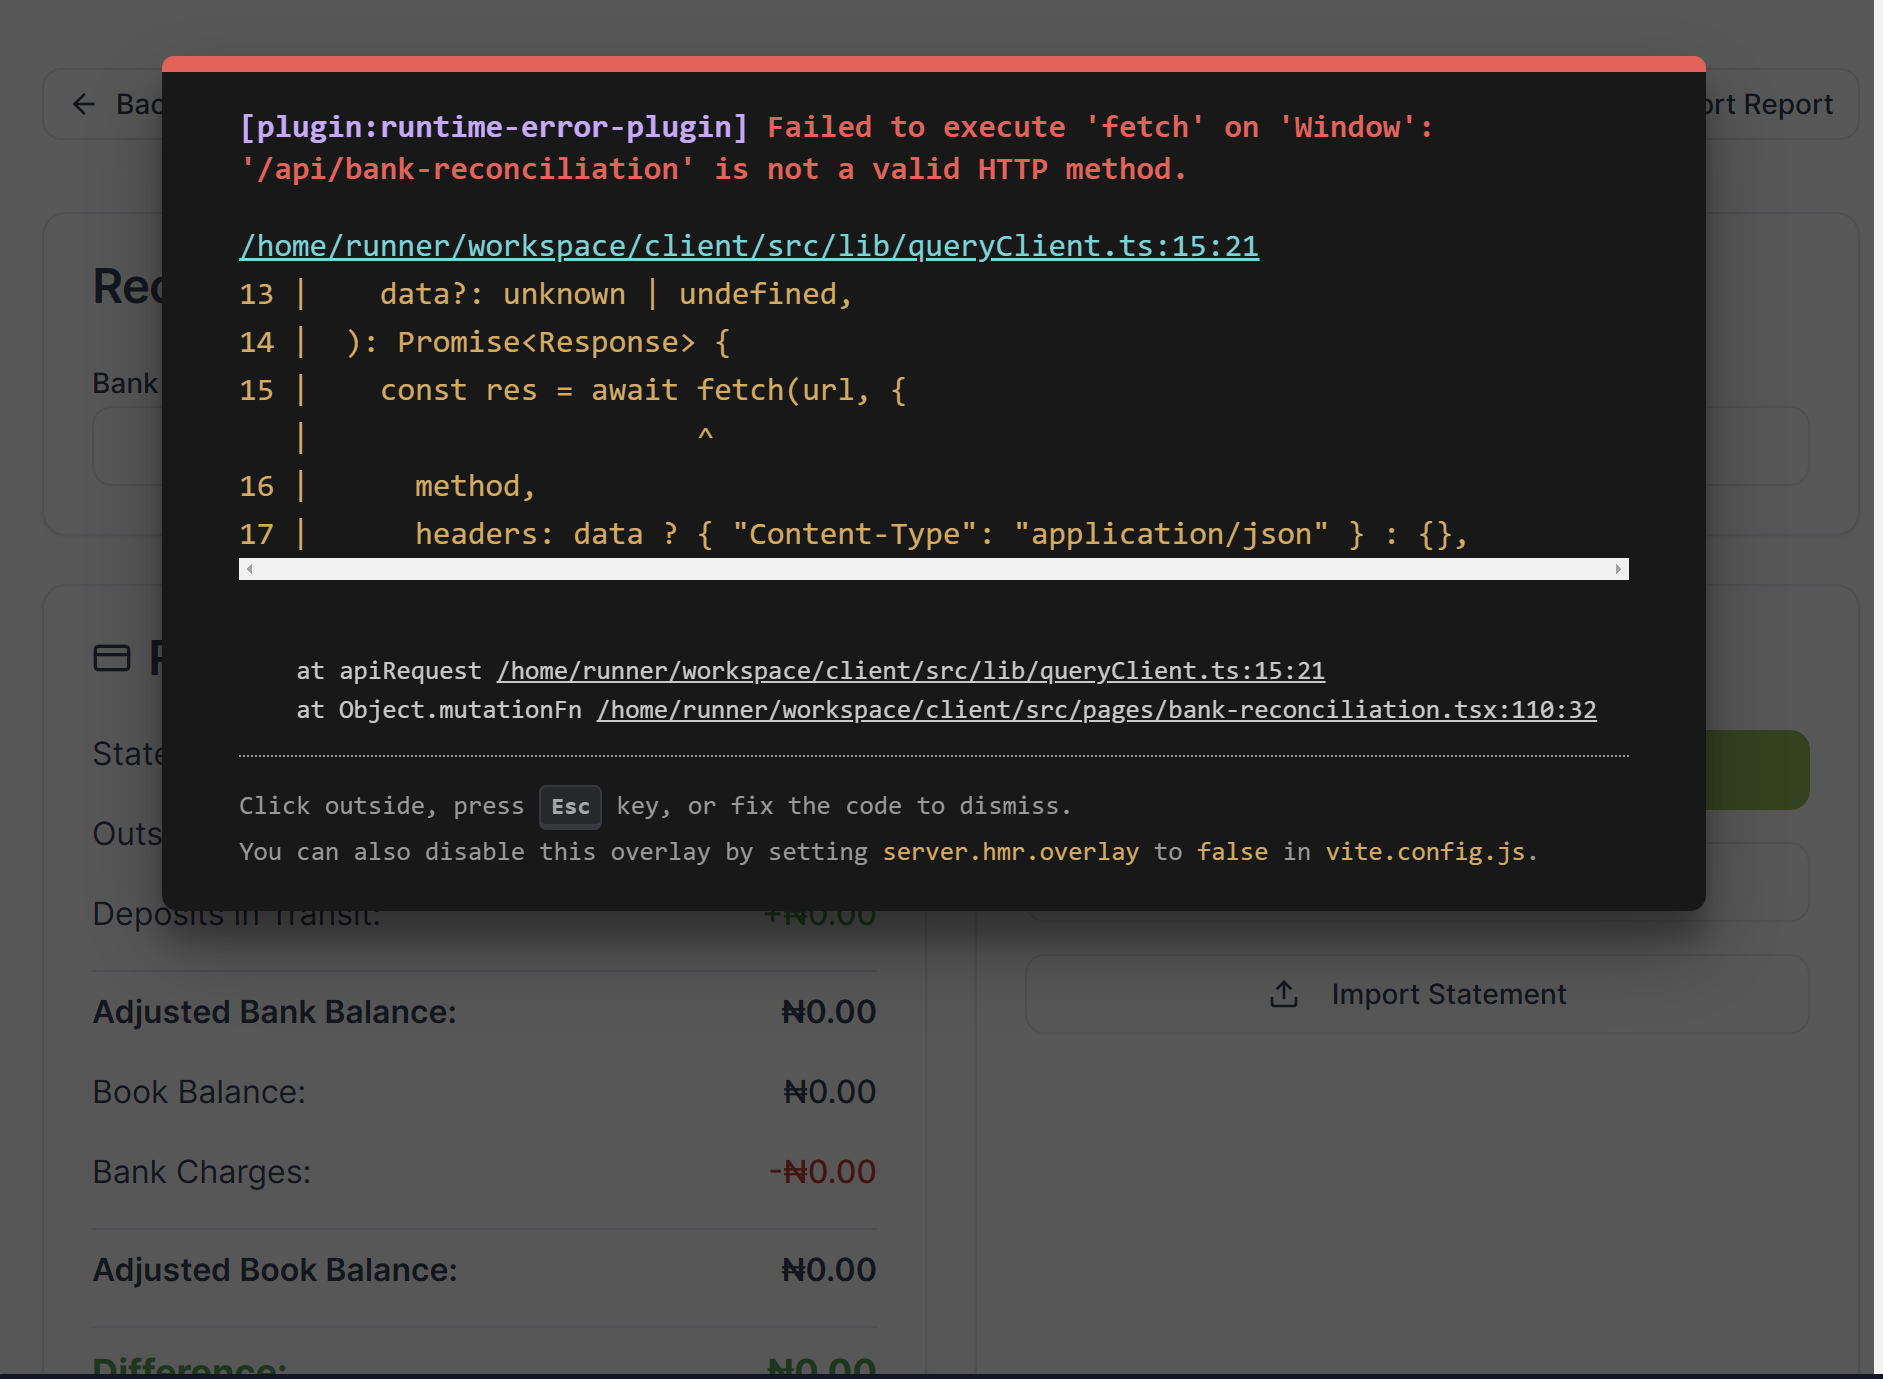 Bac
ort Report
[plugin:runtime-error-plugin] Failed to execute 'fetch' on 'Window':
'/api/bank-reconciliation' is not a valid HTTP method.
/home/runner/workspace/client/src/lib/queryClient.ts:15:21
13 |    data?: unknown | undefined,
14 |  ): Promise<Response> {
15 |    const res = await fetch(url, {
   |                      ^
16 |      method,
17 |      headers: data ? { "Content-Type": "application/json" } : {},
at apiRequest /home/runner/workspace/client/src/lib/queryClient.ts:15:21
at Object.mutationFn /home/runner/workspace/client/src/pages/bank-reconciliation.tsx:110:32
Click outside, press Esc key, or fix the code to dismiss.
You can also disable this overlay by setting server.hmr.overlay to false in vite.config.js.
Rec
Bank
State
Outs
Deposits in Transit: +₦0.00
Import Statement
Adjusted Bank Balance: ₦0.00
Book Balance: ₦0.00
Bank Charges: -₦0.00
Adjusted Book Balance: ₦0.00
Difference: ₦0.00